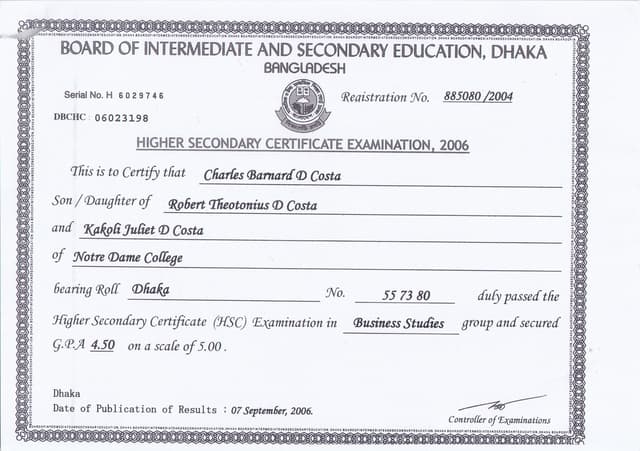 BOARD OF INTERMEDIATE AND SECONDARY EDUCATION, DHAKA
BANGLADESH
Serial No. H 6029746
Registration No. 885080 /2004
DBCHC : 06023198
HIGHER SECONDARY CERTIFICATE EXAMINATION, 2006
This is to Certify that Charles Barnard D Costa
Son / Daughter of Robert Theotonius D Costa
and Kakoli Juliet D Costa
of Notre Dame College
bearing Roll Dhaka No. 55 73 80 duly passed the
Higher Secondary Certificate (HSC) Examination in Business Studies group and secured
G.P.A 4.50 on a scale of 5.00 .
Dhaka
Date of Publication of Results : 07 September, 2006.
Controller of Examinations